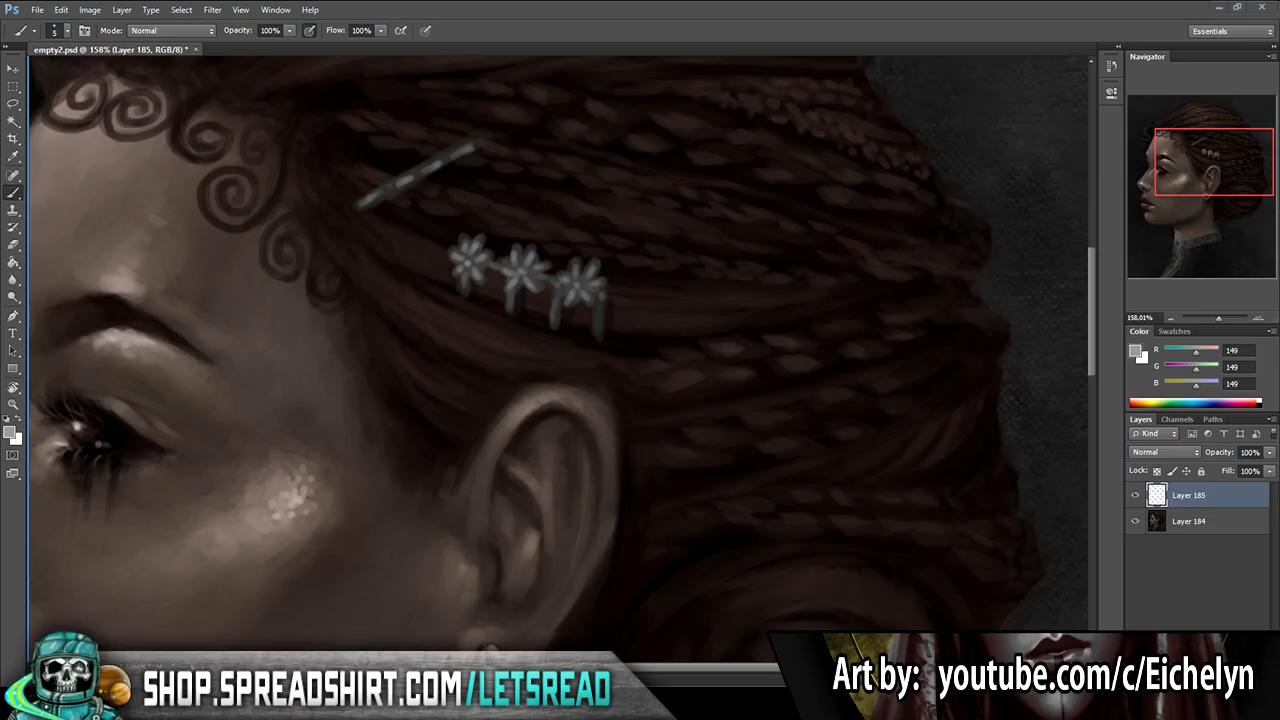 Ps File Edit Image Layer Type Select Filter View Window Help
5 Mode: Normal Opacity: 100% Flow: 100% Essentials
empty2.psd @ 158% (Layer 185, RGB/8) * ×
Navigator
158,01%
Color Swatches
R 149
G 149
B 149
Layers Channels Paths
Kind
Normal Opacity: 100%
Lock: Fill: 100%
Layer 185
Layer 184
SHOP.SPREADSHIRT.COM/LETSREAD
Art by: youtube.com/c/Eichelyn